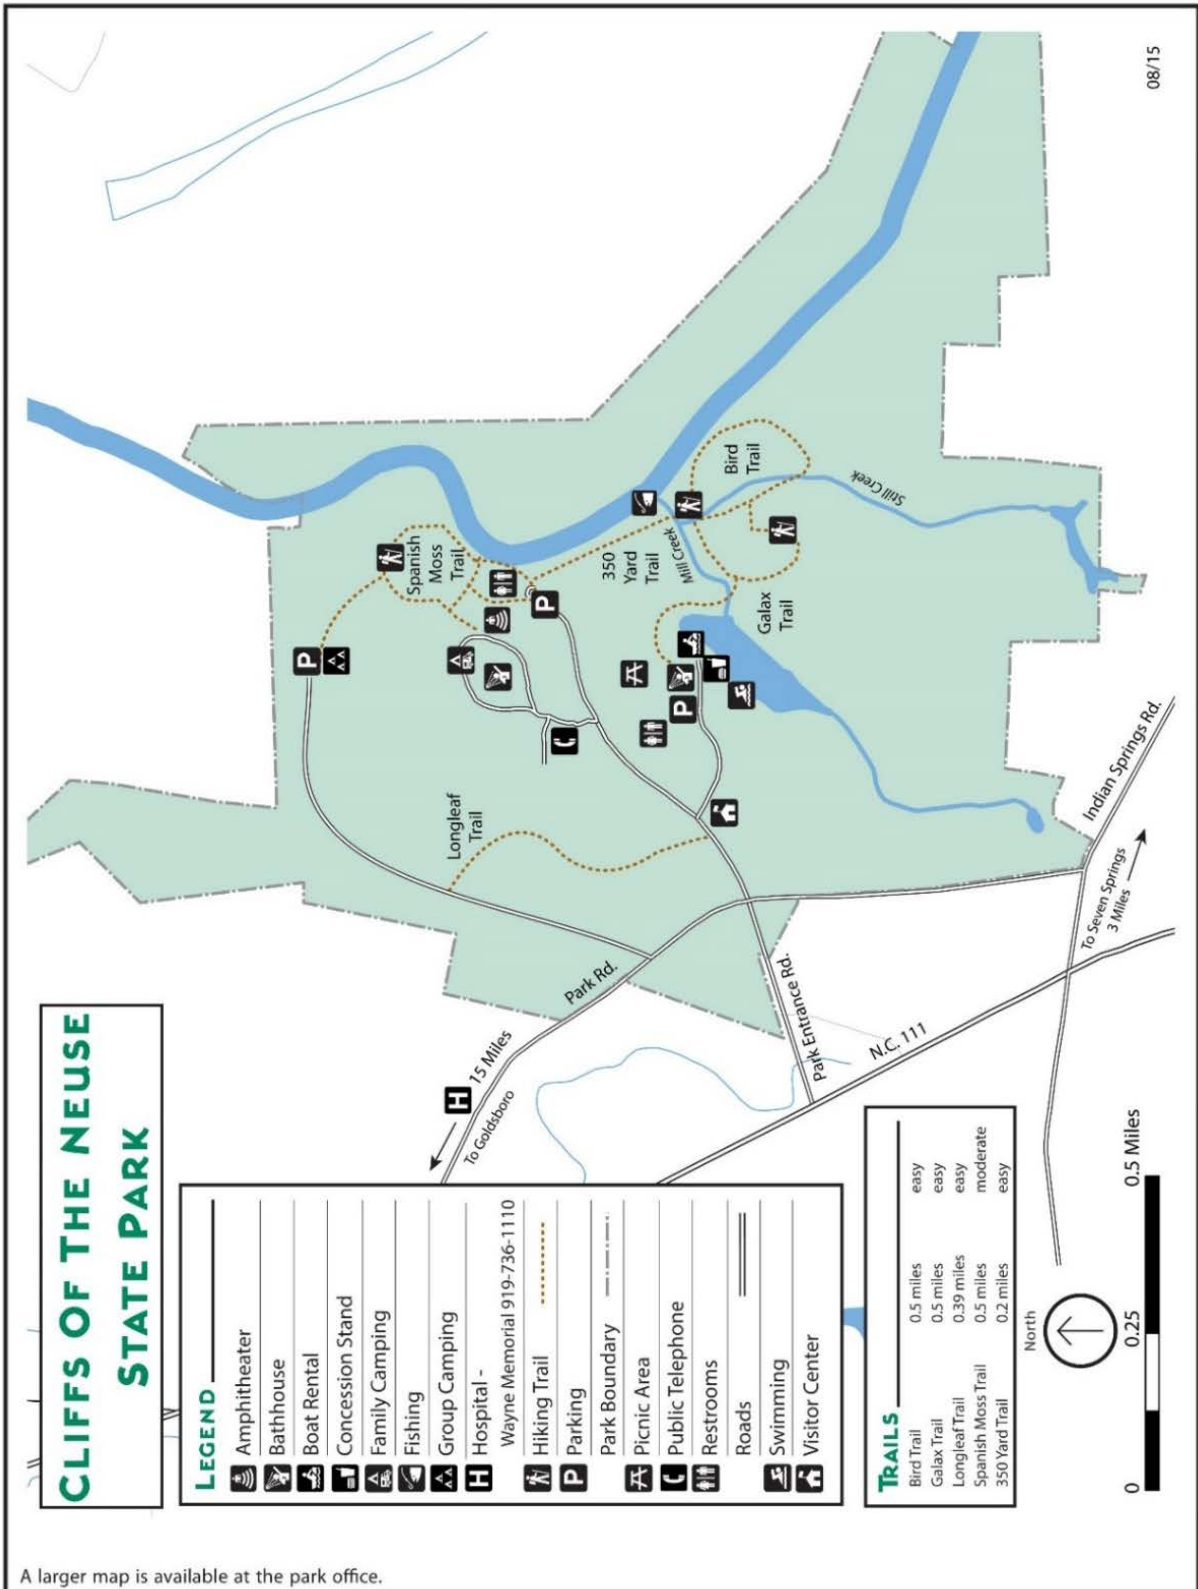 CLIFFS OF THE NEUSE
STATE PARK
LEGEND
Amphitheater
Bathhouse
Boat Rental
Concession Stand
Family Camping
Fishing
Group Camping
H Hospital -
Wayne Memorial 919-736-1110
Hiking Trail
P Parking
Park Boundary
Picnic Area
Public Telephone
Restrooms
Roads
Swimming
Visitor Center
TRAILS
Bird Trail 0.5 miles easy
Galax Trail 0.5 miles easy
Longleaf Trail 0.39 miles easy
Spanish Moss Trail 0.5 miles moderate
350 Yard Trail 0.2 miles easy
North
0 0.25 0.5 Miles
H 15 Miles
To Goldsboro
Park Rd.
Park Entrance Rd.
N.C. 111
To Seven Springs
3 Miles
Indian Springs Rd.
Longleaf
Trail
P
Spanish
Moss
Trail
P
350
Yard
Trail
Mill Creek
P
Galax
Trail
Bird
Trail
Still Creek
08/15
A larger map is available at the park office.